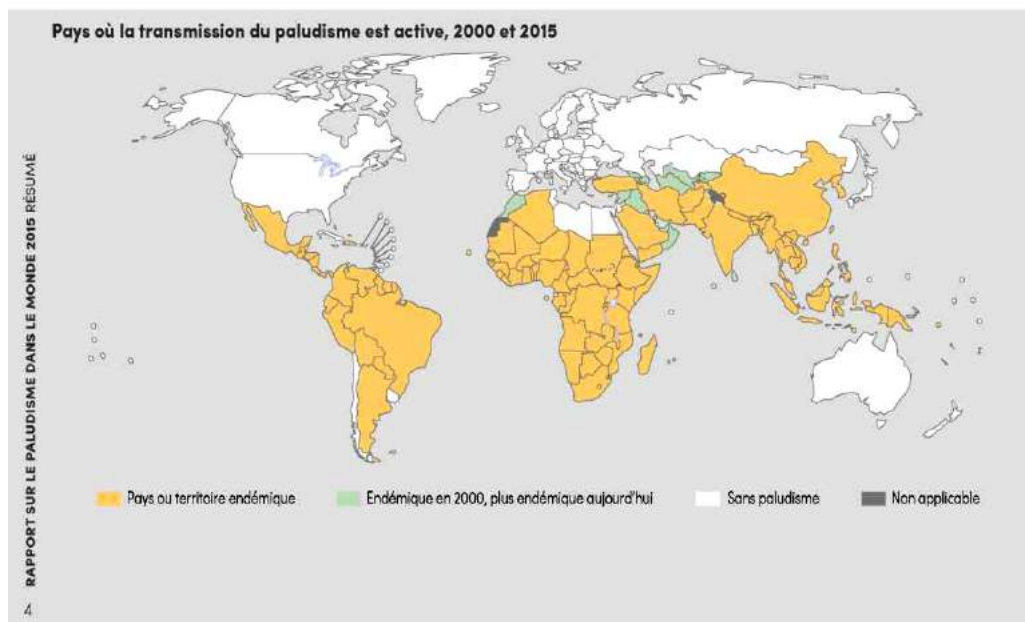 Pays où la transmission du paludisme est active, 2000 et 2015
RAPPORT SUR LE PALUDISME DANS LE MONDE 2015 RÉSUMÉ
Pays ou territoire endémique
Endémique en 2000, plus endémique aujourd'hui
Sans paludisme
Non applicable
4